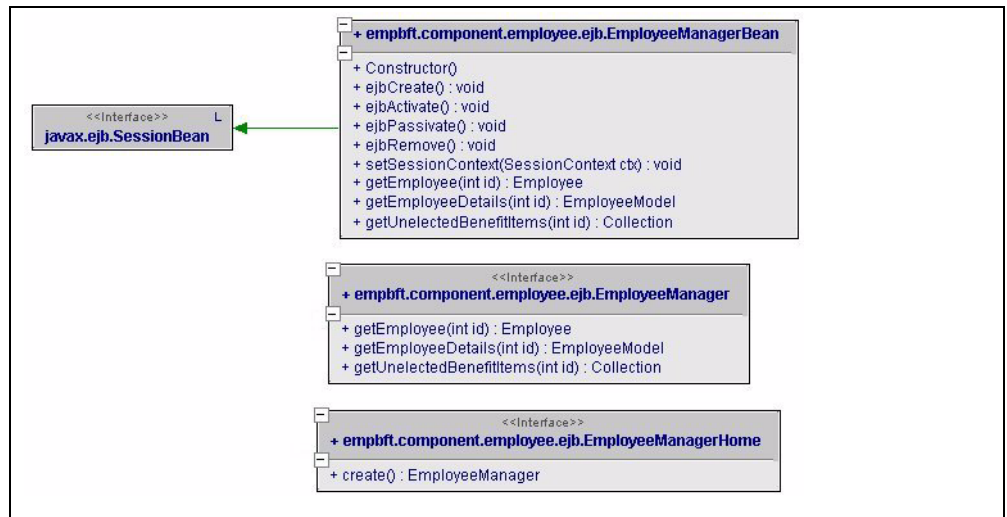 + empbft.component.employee.ejb.EmployeeManagerBean
+ Constructor()
+ ejbCreate() : void
+ ejbActivate() : void
+ ejbPassivate() : void
+ ejbRemove() : void
+ setSessionContext(SessionContext ctx) : void
+ getEmployee(int id) : Employee
+ getEmployeeDetails(int id) : EmployeeModel
+ getUnelectedBenefitItems(int id) : Collection
<<Interface>> L
javax.ejb.SessionBean
<<Interface>>
+ empbft.component.employee.ejb.EmployeeManager
+ getEmployee(int id) : Employee
+ getEmployeeDetails(int id) : EmployeeModel
+ getUnelectedBenefitItems(int id) : Collection
<<Interface>>
+ empbft.component.employee.ejb.EmployeeManagerHome
+ create() : EmployeeManager